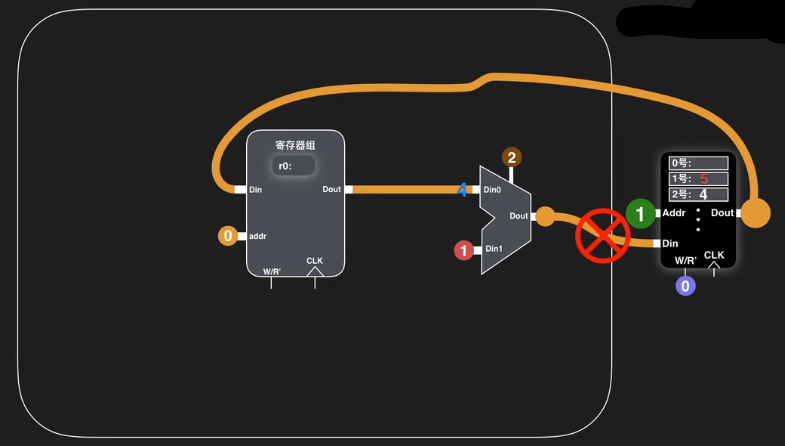 寄存器组
r0:
Din
Dout
0
addr
W/R'
CLK
2
4
Din0
Dout
1
Din1
0号:
1号: 5
2号: 4
1
Addr
Dout
Din
W/R'
CLK
0